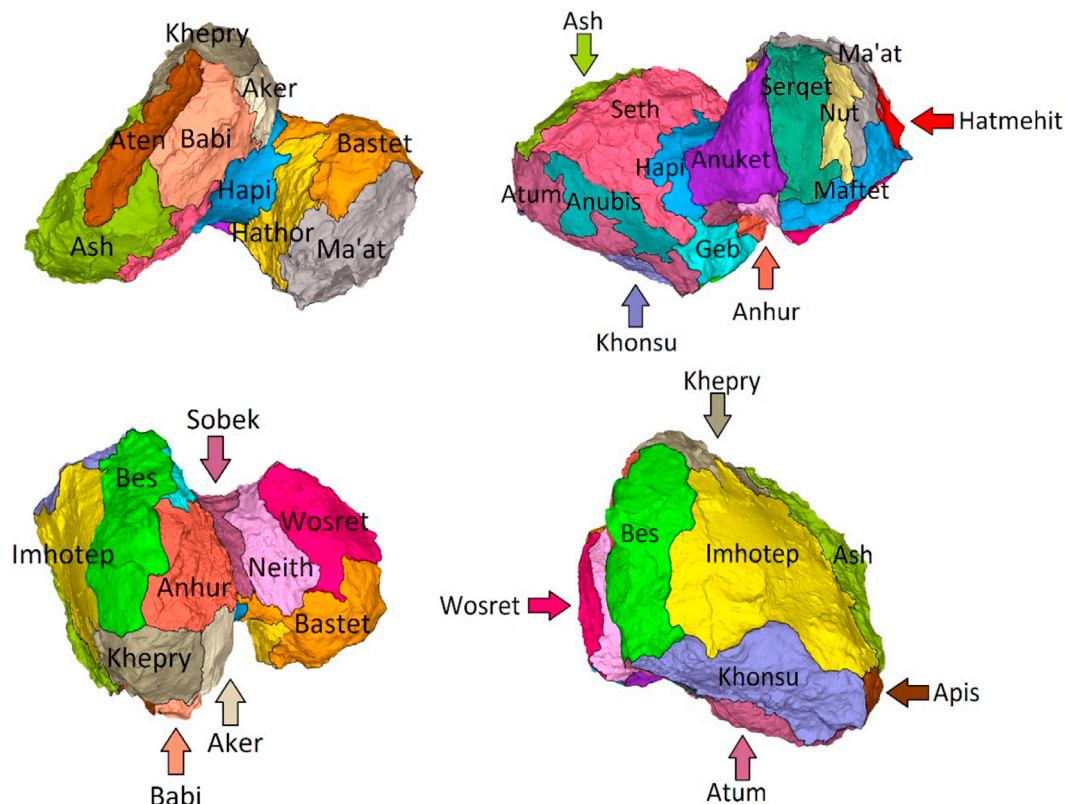 Khepry
Aker
Aten
Babi
Bastet
Hapi
Hathor
Ash
Ma'at
Ash
Ma'at
Seth
Serqet
Nut
Hatmehit
Hapi
Anuket
Atum
Anubis
Maftet
Geb
Anhur
Khonsu
Sobek
Bes
Wosret
Imhotep
Anhur
Neith
Bastet
Khepry
Aker
Babi
Khepry
Bes
Imhotep
Ash
Wosret
Khonsu
Apis
Atum